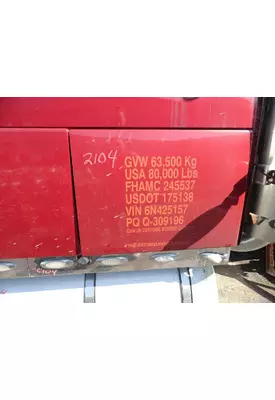 2104
GVW 63,500 Kg
USA 80,000 Lbs
FHAMC 245537
USDOT 175138
VIN 6N425157
PQ Q-309196
2104